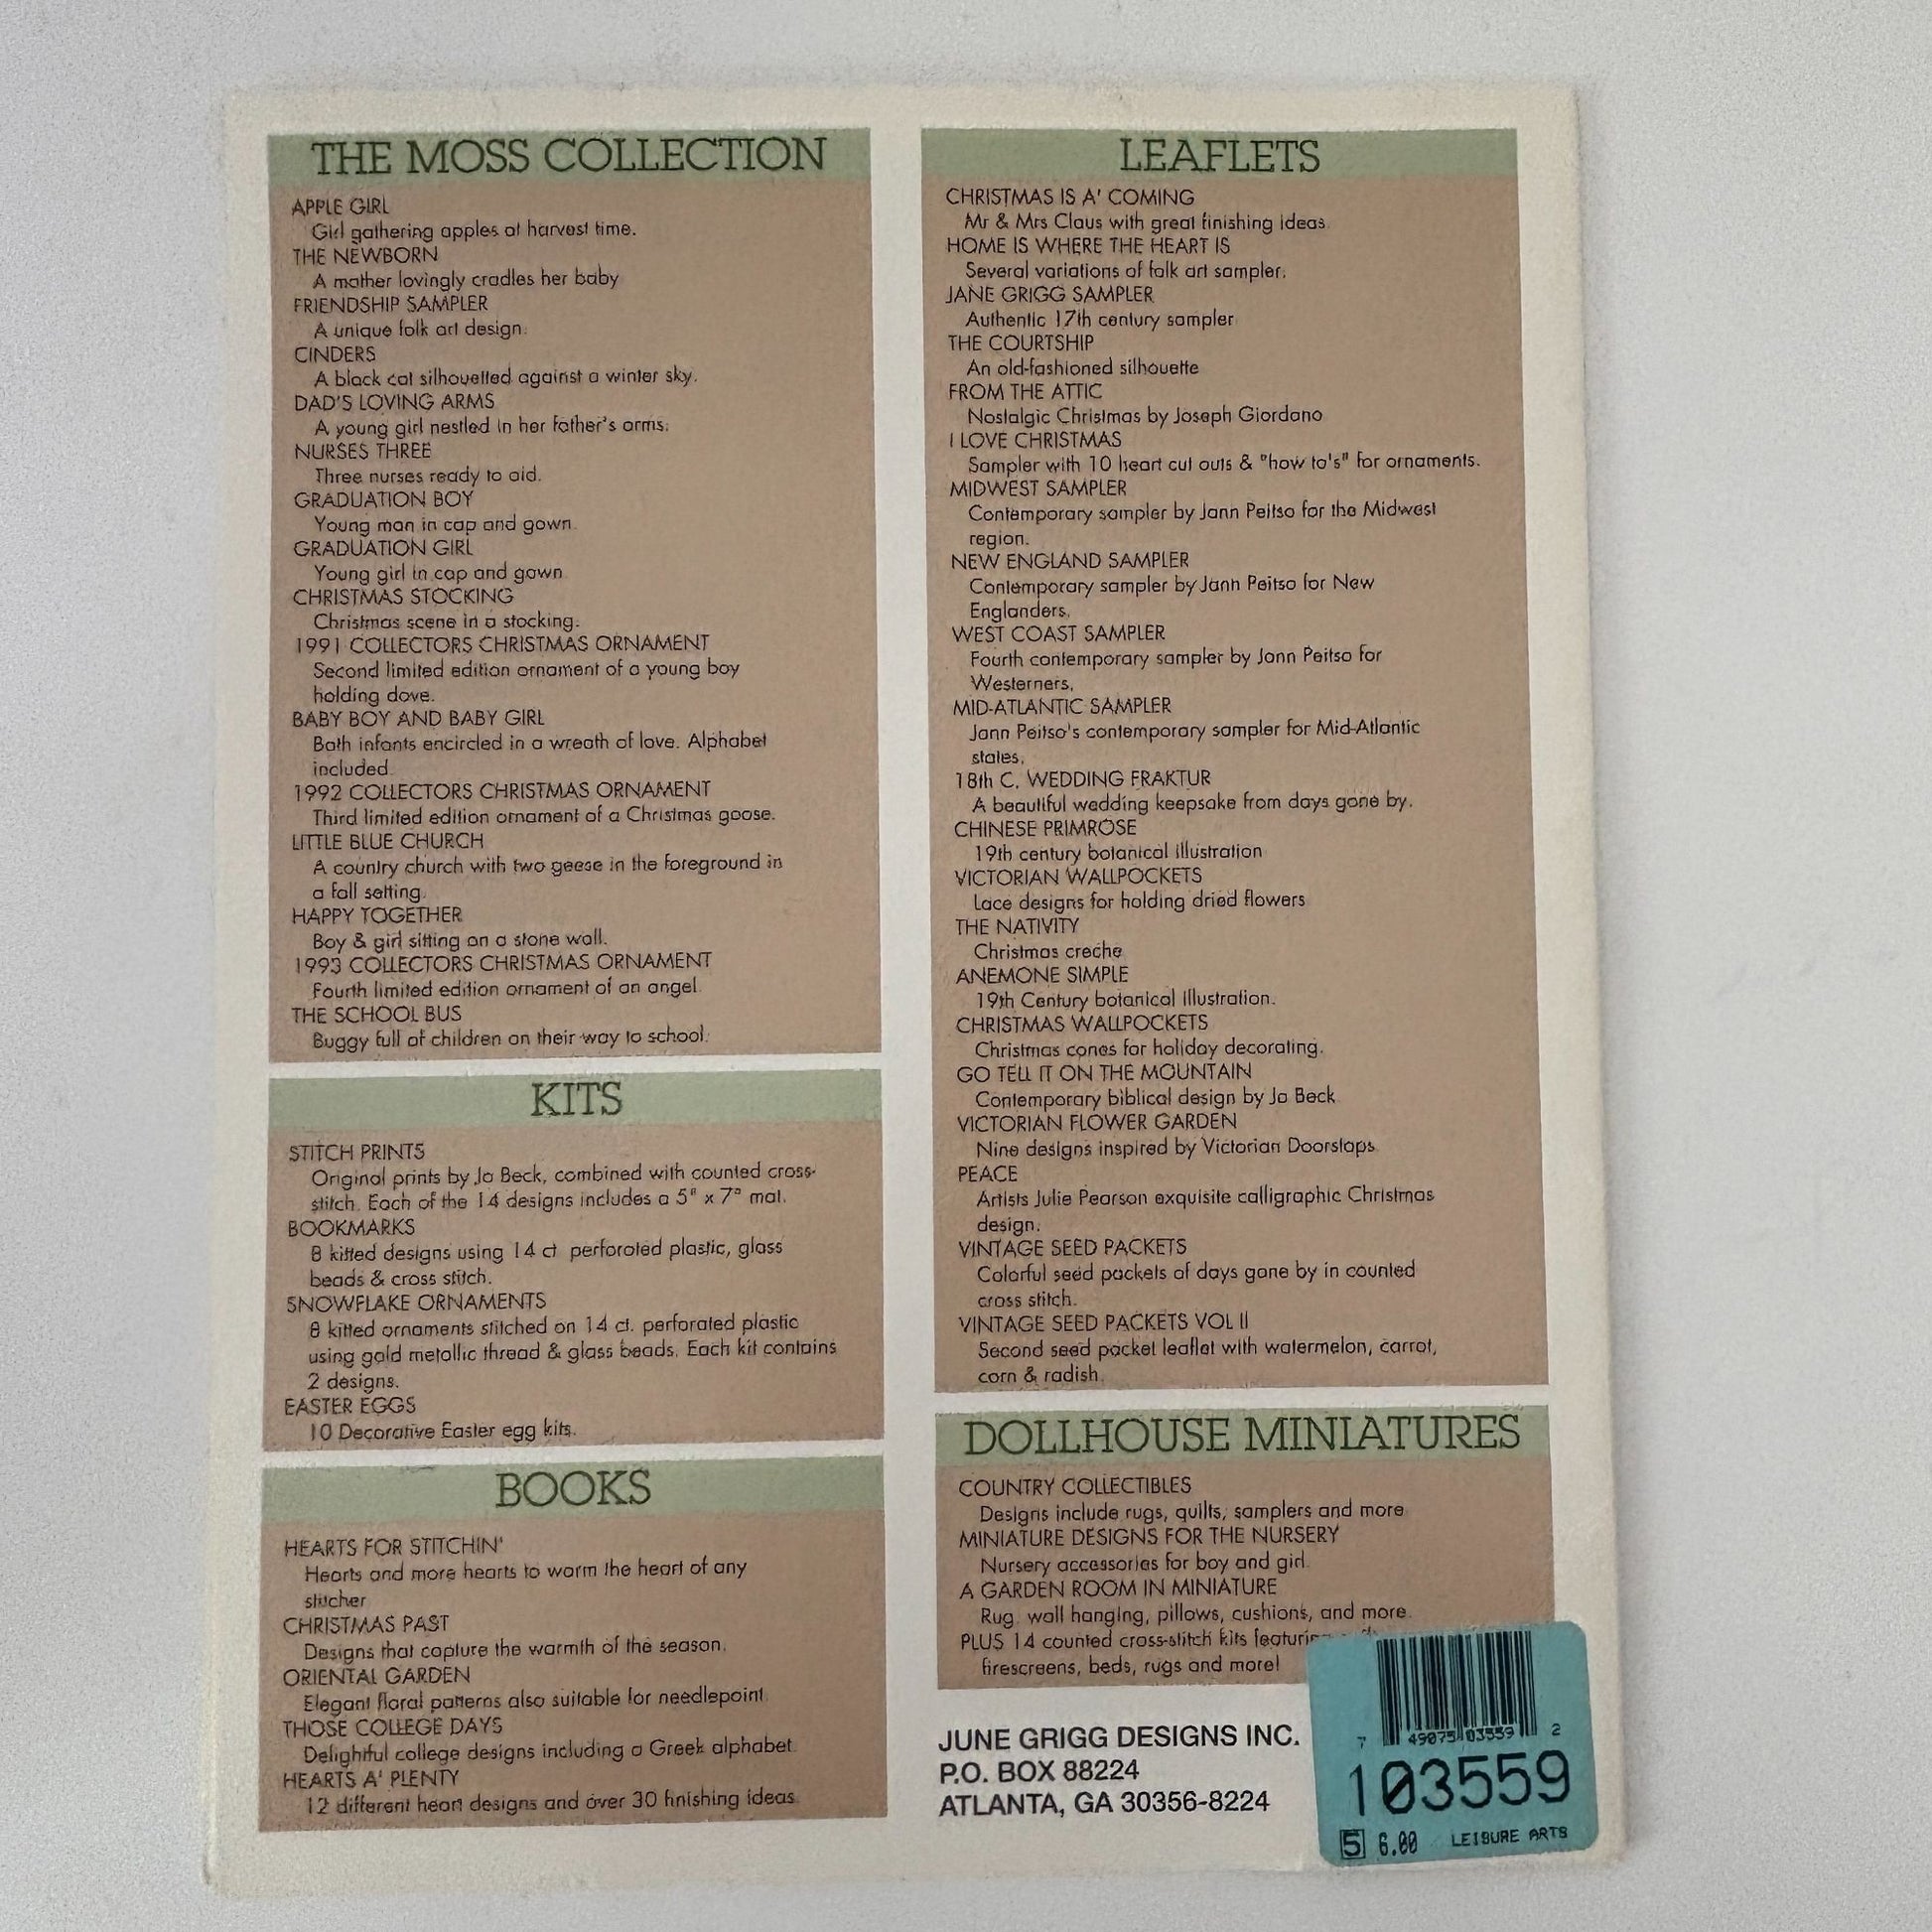 THE MOSS COLLECTION
APPLE GIRL
Girl gathering apples at harvest time.
THE NEWBORN
A mother lovingly cradles her baby
FRIENDSHIP SAMPLER
A unique folk art design.
CINDERS
A black cat silhouetted against a winter sky.
DAD'S LOVING ARMS
A young girl nestled in her father's arms.
NURSES THREE
Three nurses ready to aid.
GRADUATION BOY
Young man in cap and gown.
GRADUATION GIRL
Young girl in cap and gown
CHRISTMAS STOCKING
Christmas scene in a stocking.
1991 COLLECTORS CHRISTMAS ORNAMENT
Second limited edition ornament of a young boy
holding dove.
BABY BOY AND BABY GIRL
Both infants encircled in a wreath of love. Alphabet
included.
1992 COLLECTORS CHRISTMAS ORNAMENT
Third limited edition ornament of a Christmas goose.
LITTLE BLUE CHURCH
A country church with two geese in the foreground in
a fall setting.
HAPPY TOGETHER
Boy & girl sitting on a stone wall.
1993 COLLECTORS CHRISTMAS ORNAMENT
Fourth limited edition ornament of an angel.
THE SCHOOL BUS
Buggy full of children on their way to school.
KITS
STITCH PRINTS
Original prints by Jo Beck, combined with counted cross-
stitch. Each of the 14 designs includes a 5" x 7" mat.
BOOKMARKS
8 kitted designs using 14 ct perforated plastic, glass
beads & cross stitch.
SNOWFLAKE ORNAMENTS
8 kitted ornaments stitched on 14 ct. perforated plastic
using gold metallic thread & glass beads. Each kit contains
2 designs.
EASTER EGGS
10 Decorative Easter egg kits.
BOOKS
HEARTS FOR STITCHIN'
Hearts and more hearts to warm the heart of any
stitcher
CHRISTMAS PAST
Designs that capture the warmth of the season.
ORIENTAL GARDEN
Elegant floral patterns also suitable for needlepoint.
THOSE COLLEGE DAYS
Delightful college designs including a Greek alphabet.
HEARTS A' PLENTY
12 different heart designs and over 30 finishing ideas.
LEAFLETS
CHRISTMAS IS A' COMING
Mr & Mrs Claus with great finishing ideas.
HOME IS WHERE THE HEART IS
Several variations of folk art sampler.
JANE GRIGG SAMPLER
Authentic 17th century sampler
THE COURTSHIP
An old-fashioned silhouette
FROM THE ATTIC
Nostalgic Christmas by Joseph Giordano
I LOVE CHRISTMAS
Sampler with 10 heart cut outs & "how to's" for ornaments.
MIDWEST SAMPLER
Contemporary sampler by Jann Peitso for the Midwest
region.
NEW ENGLAND SAMPLER
Contemporary sampler by Jann Peitso for New
Englanders.
WEST COAST SAMPLER
Fourth contemporary sampler by Jann Peitso for
Westerners.
MID-ATLANTIC SAMPLER
Jann Peitso's contemporary sampler for Mid-Atlantic
states.
18th C. WEDDING FRAKTUR
A beautiful wedding keepsake from days gone by.
CHINESE PRIMROSE
19th century botanical illustration
VICTORIAN WALLPOCKETS
Lace designs for holding dried flowers
THE NATIVITY
Christmas creche
ANEMONE SIMPLE
19th Century botanical illustration.
CHRISTMAS WALLPOCKETS
Christmas cones for holiday decorating.
GO TELL IT ON THE MOUNTAIN
Contemporary biblical design by Jo Beck
VICTORIAN FLOWER GARDEN
Nine designs inspired by Victorian Doorstops
PEACE
Artists Julie Pearson exquisite calligraphic Christmas
design.
VINTAGE SEED PACKETS
Colorful seed packets of days gone by in counted
cross stitch.
VINTAGE SEED PACKETS VOL II
Second seed packet leaflet with watermelon, carrot,
corn & radish
DOLLHOUSE MINIATURES
COUNTRY COLLECTIBLES
Designs include rugs, quilts, samplers and more
MINIATURE DESIGNS FOR THE NURSERY
Nursery accessories for boy and girl.
A GARDEN ROOM IN MINIATURE
Rug, wall hanging, pillows, cushions, and more.
PLUS 14 counted cross-stitch kits
firescreens, beds, rugs and more!
JUNE GRIGG DESIGNS INC.
P.O. BOX 88224
ATLANTA, GA 30356-8224
7 49075 03559 2
103559
5 6.00 LEISURE ARTS